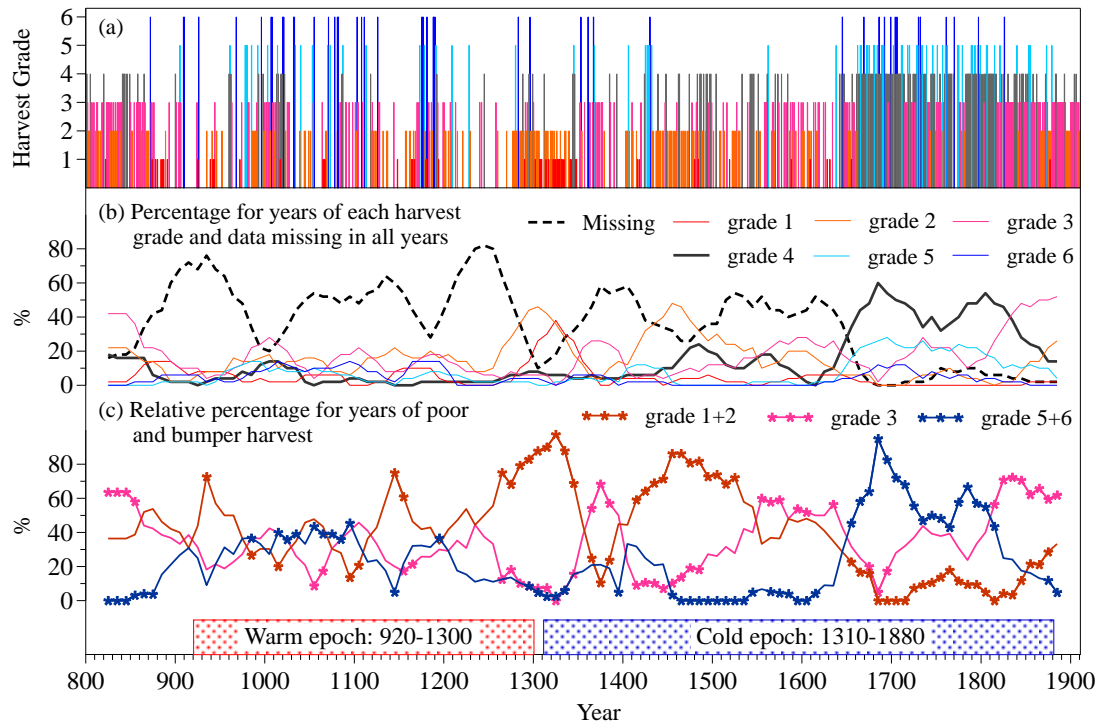 (a)
Harvest Grade
6
5
4
3
2
1
(b) Percentage for years of each harvest
grade and data missing in all years
Missing
grade 1
grade 2
grade 3
grade 4
grade 5
grade 6
%
80
60
40
20
0
(c) Relative percentage for years of poor
and bumper harvest
grade 1+2
grade 3
grade 5+6
%
80
60
40
20
0
Warm epoch: 920-1300
Cold epoch: 1310-1880
800 900 1000 1100 1200 1300 1400 1500 1600 1700 1800 1900
Year